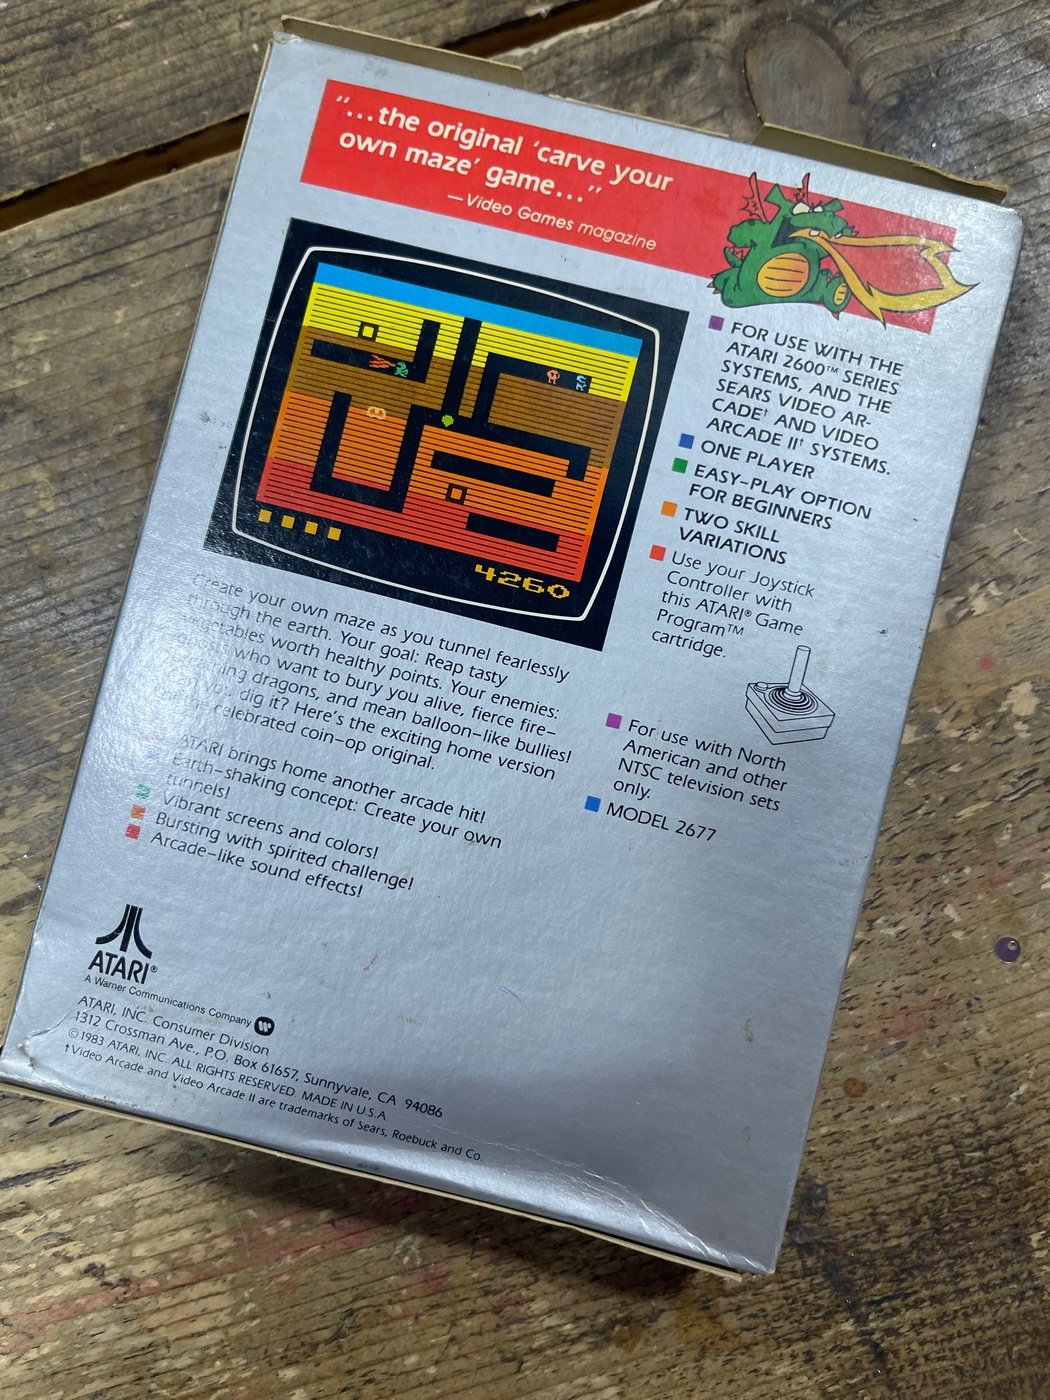 “...the original ‘carve your
own maze’ game...”
—Video Games magazine
4260
FOR USE WITH THE
ATARI 2600™ SERIES
SYSTEMS, AND THE
SEARS VIDEO AR-
CADE† AND VIDEO
ARCADE II† SYSTEMS.
ONE PLAYER
EASY-PLAY OPTION
FOR BEGINNERS
TWO SKILL
VARIATIONS
Use your Joystick
Controller with
this ATARI® Game
Program™
cartridge.
For use with North
American and other
NTSC television sets
only.
MODEL 2677
Create your own maze as you tunnel fearlessly
through the earth. Your goal: Reap tasty
vegetables worth healthy points. Your enemies:
who want to bury you alive, fierce fire-
dragons, and mean balloon-like bullies!
you dig it? Here's the exciting home version
celebrated coin-op original.
ATARI brings home another arcade hit!
Earth-shaking concept: Create your own
tunnels!
Vibrant screens and colors!
Bursting with spirited challenge!
Arcade-like sound effects!
ATARI®
A Warner Communications Company
ATARI, INC. Consumer Division
1312 Crossman Ave., P.O. Box 61657, Sunnyvale, CA 94086
©1983 ATARI, INC. ALL RIGHTS RESERVED. MADE IN U.S.A.
†Video Arcade and Video Arcade II are trademarks of Sears, Roebuck and Co.